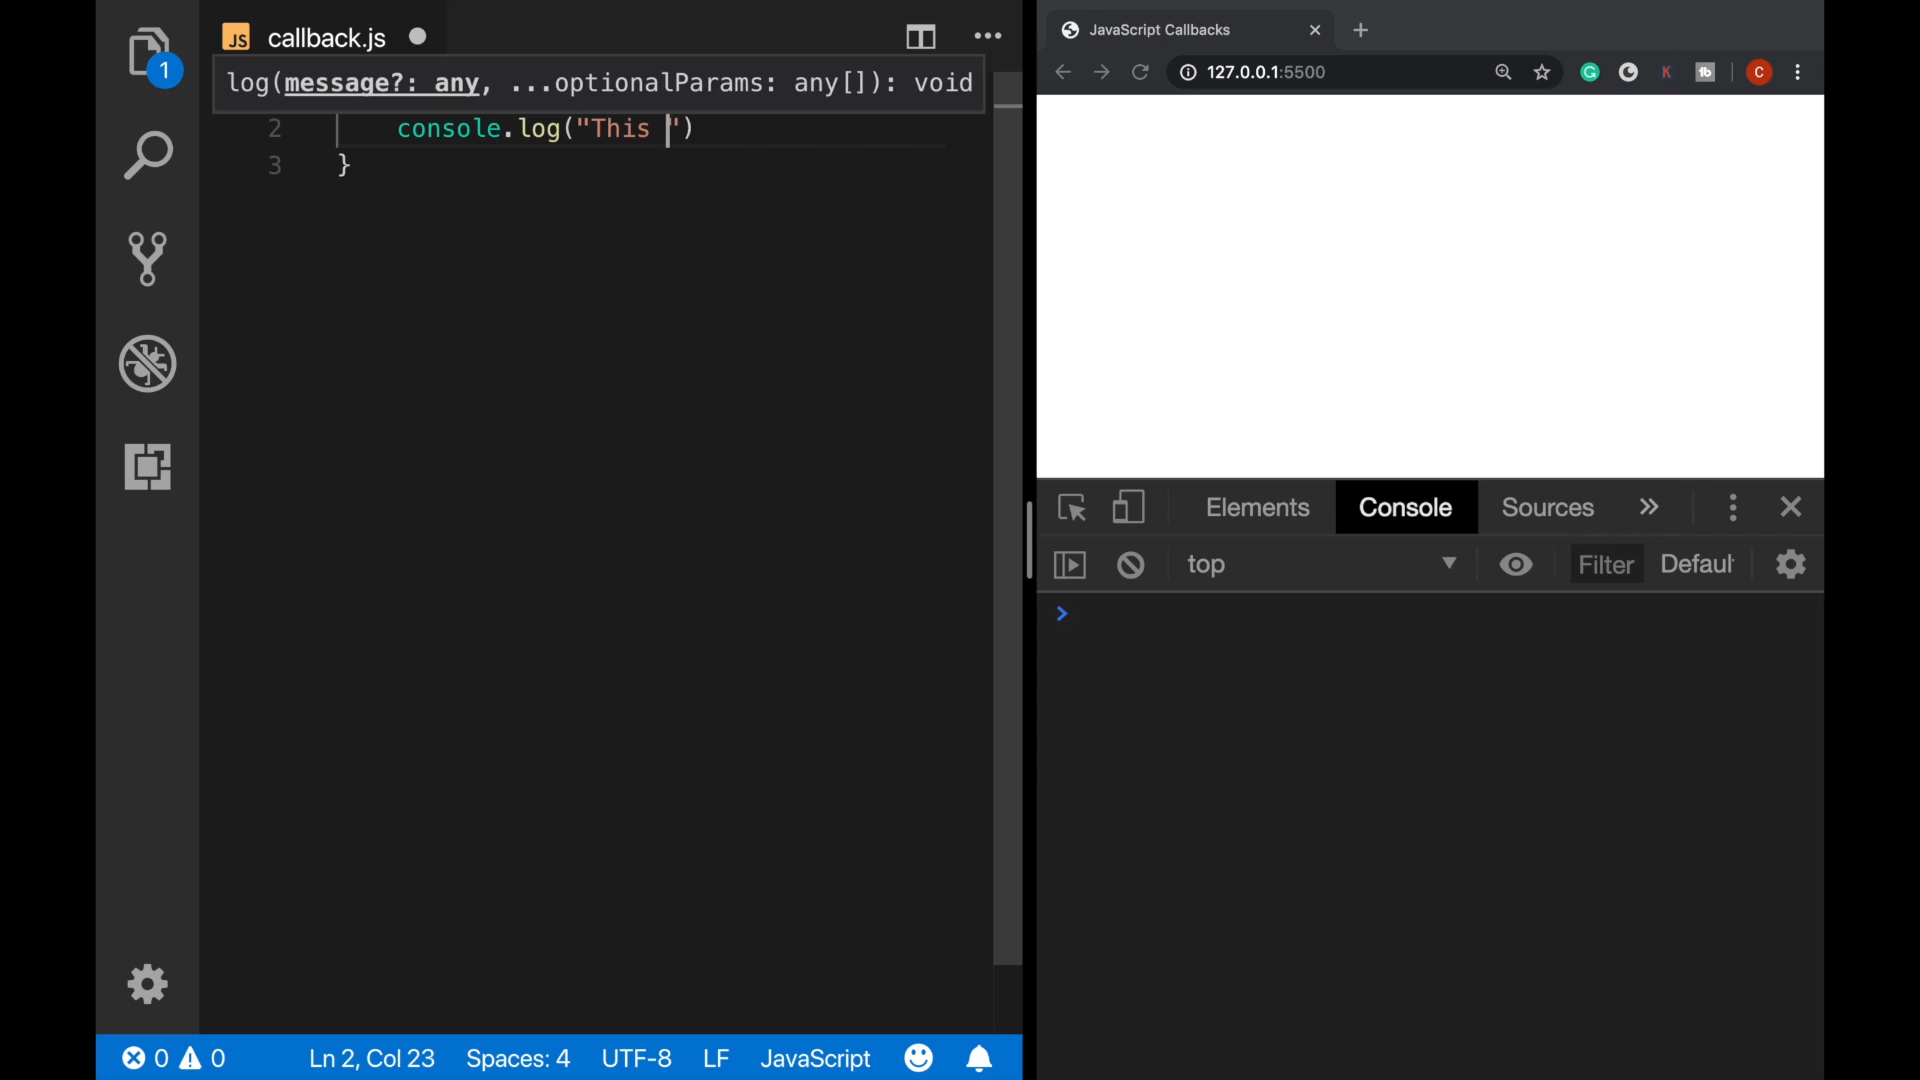 JS callback.js
log(message?: any, ...optionalParams: any[]): void
2 console.log("This ")
3 }
1
0 0 Ln 2, Col 23 Spaces: 4 UTF-8 LF JavaScript
JavaScript Callbacks
127.0.0.1:5500
G K tb C
Elements Console Sources
top Filter Defaul